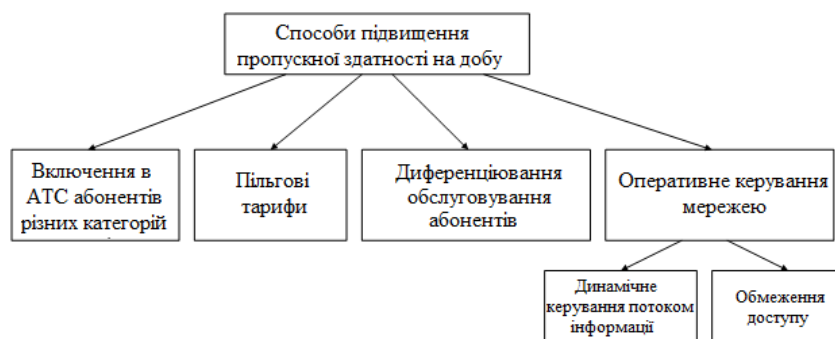 Способи підвищення
пропускної здатності на добу
Включення в
АТС абонентів
різних категорій
Пільгові
тарифи
Диференціювання
обслуговування
абонентів
Оперативне керування
мережею
Динамічне
керування потоком
інформації
Обмеження
доступу